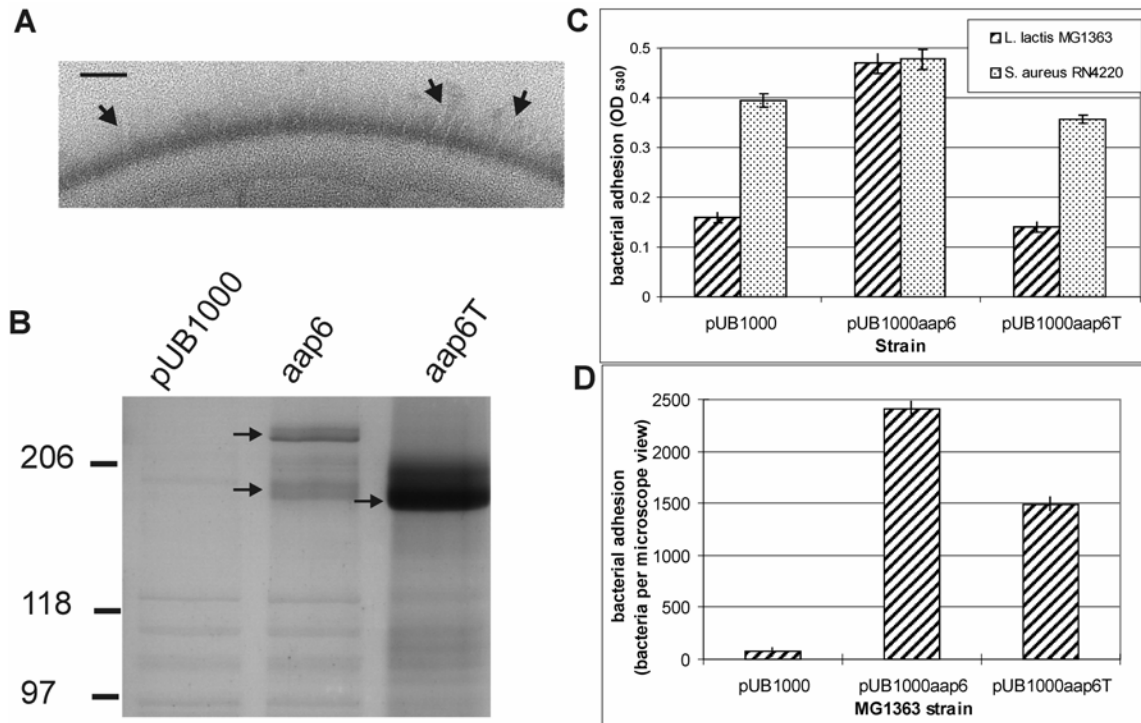 A
B
pUB1000
aap6
aap6T
206
118
97
C
bacterial adhesion (OD 530)
0.5
0.4
0.3
0.2
0.1
0
L. lactis MG1363
S. aureus RN4220
pUB1000
pUB1000aap6
pUB1000aap6T
Strain
D
bacterial adhesion
(bacteria per microscope view)
2500
2000
1500
1000
500
0
pUB1000
pUB1000aap6
pUB1000aap6T
MG1363 strain